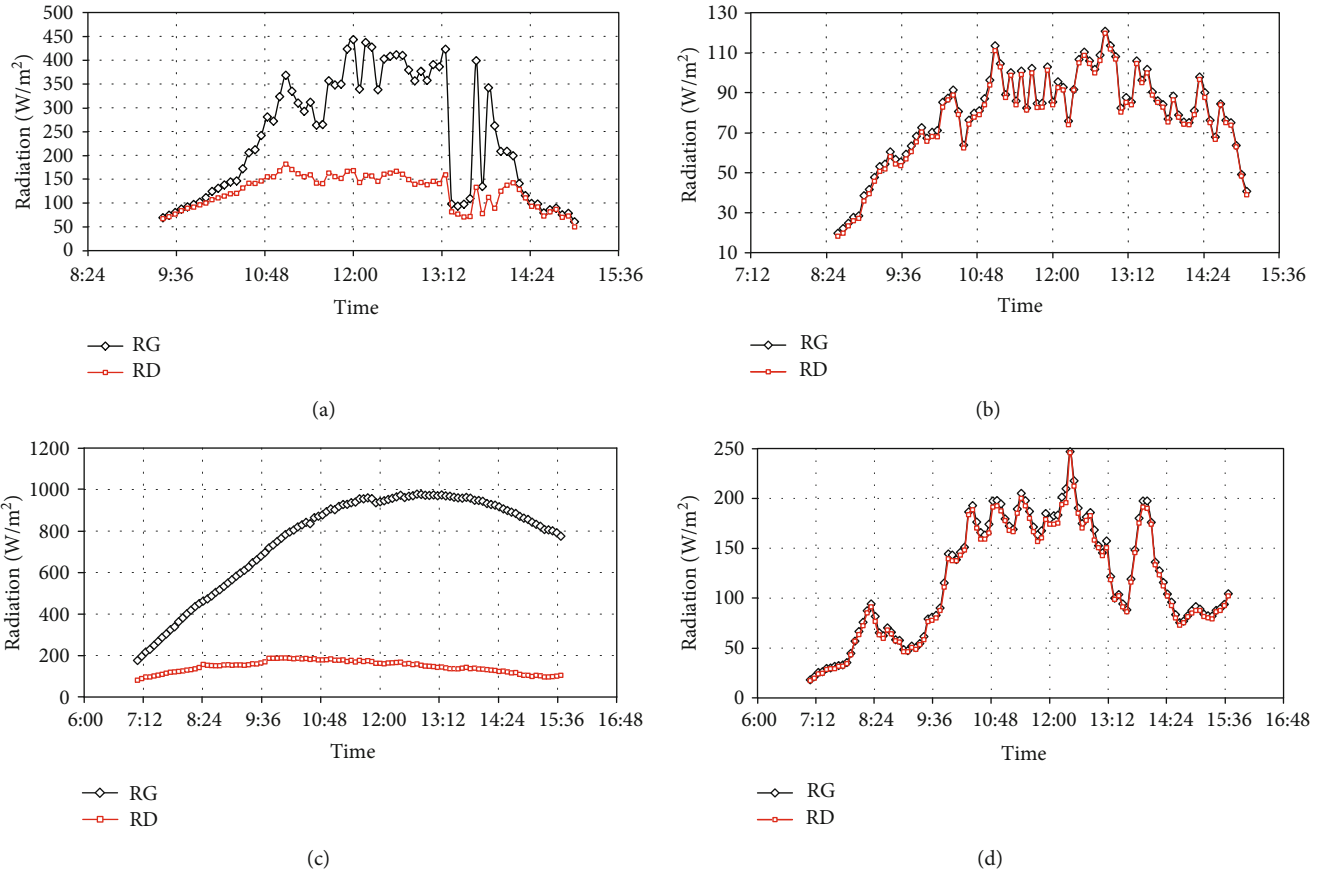 500
450
400
350
300
250
200
150
100
50
0
Radiation (W/m²)
8:24 9:36 10:48 12:00 13:12 14:24 15:36
Time
RG
RD
(a)
130
110
90
70
50
30
10
Radiation (W/m²)
7:12 8:24 9:36 10:48 12:00 13:12 14:24 15:36
Time
RG
RD
(b)
1200
1000
800
600
400
200
0
Radiation (W/m²)
6:00 7:12 8:24 9:36 10:48 12:00 13:12 14:24 15:36 16:48
Time
RG
RD
(c)
250
200
150
100
50
0
Radiation (W/m²)
6:00 7:12 8:24 9:36 10:48 12:00 13:12 14:24 15:36 16:48
Time
RG
RD
(d)